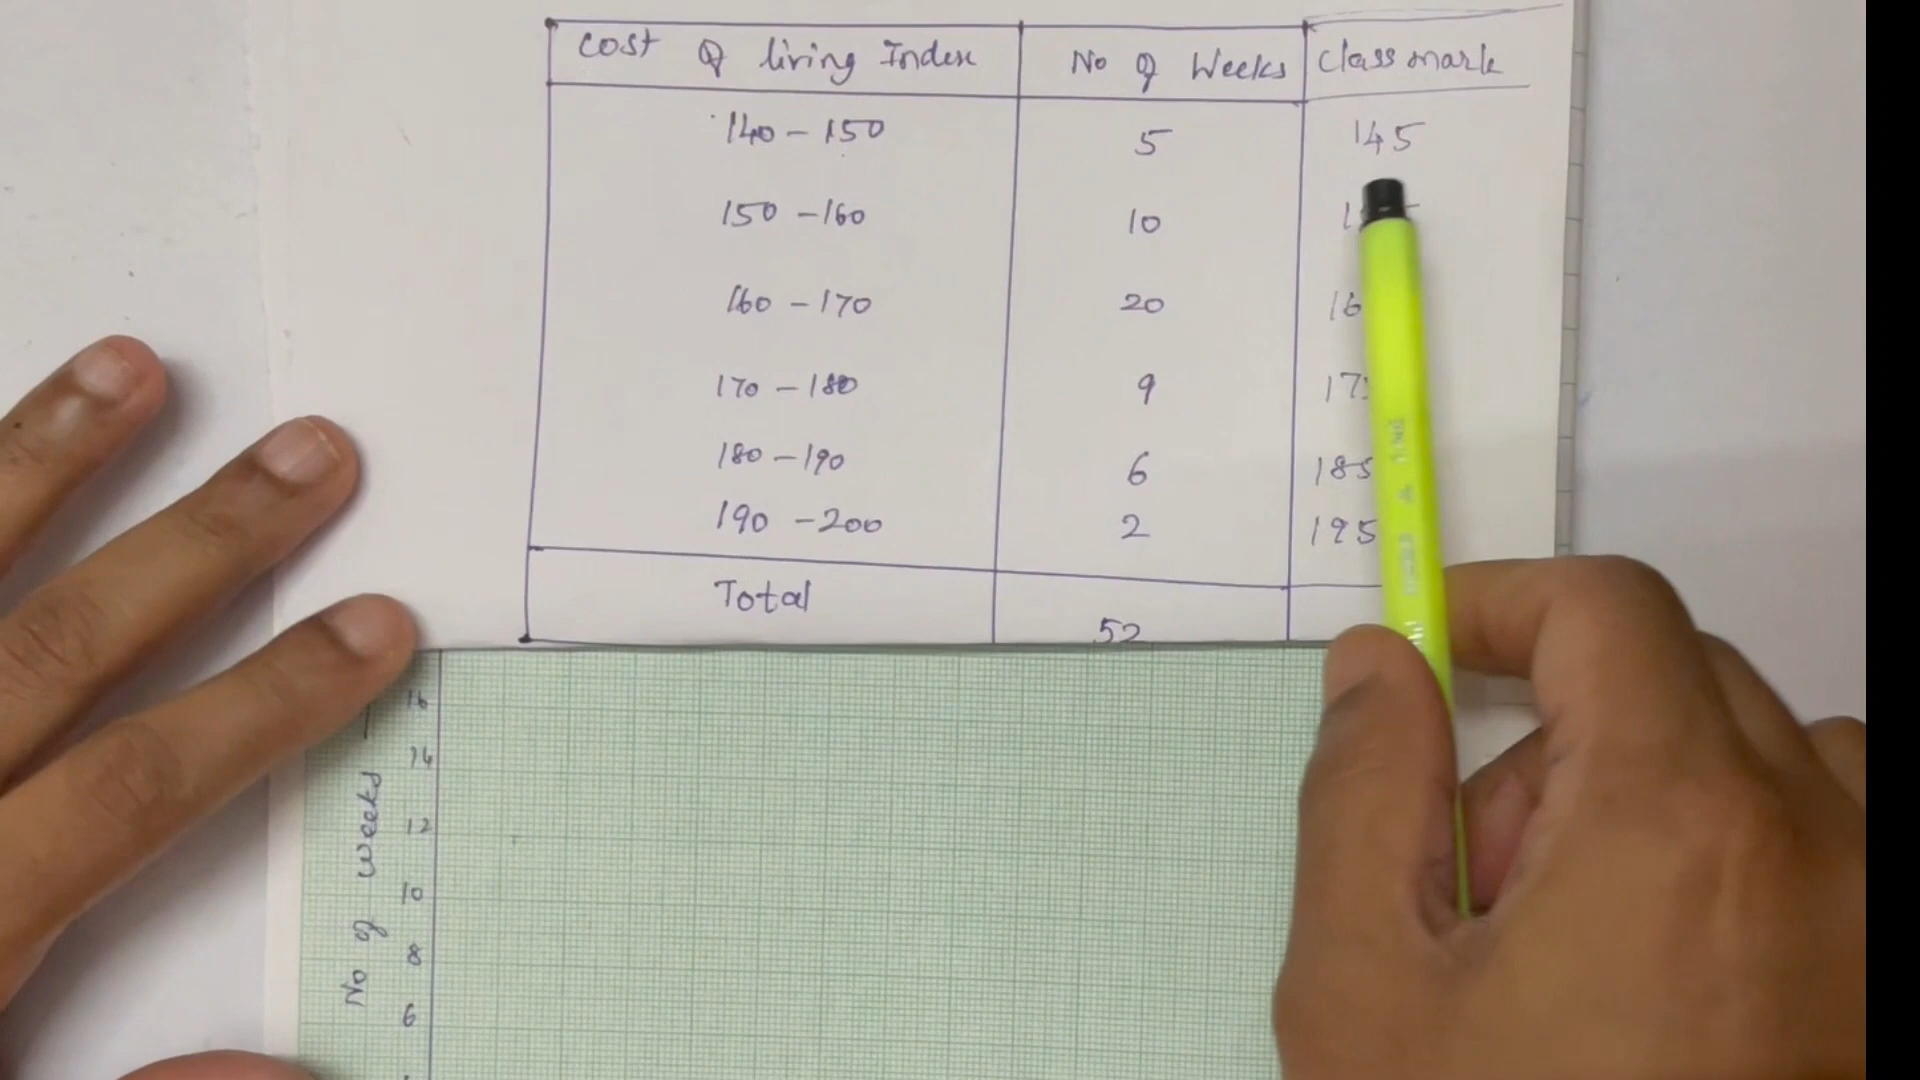 Cost of living Index No of Weeks Class mark
140 - 150 5 145
150 - 160 10
160 - 170 20
170 - 180 9
180 - 190 6 185
190 - 200 2 195
Total 52
16
14
12
10
8
6
No of weeks